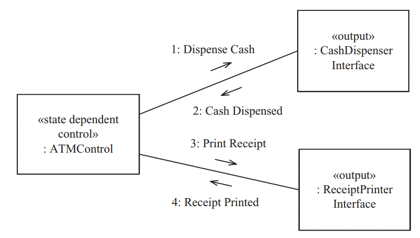 «output»
: CashDispenser
Interface
1: Dispense Cash
2: Cash Dispensed
«state dependent
control»
: ATMControl
3: Print Receipt
4: Receipt Printed
«output»
: ReceiptPrinter
Interface